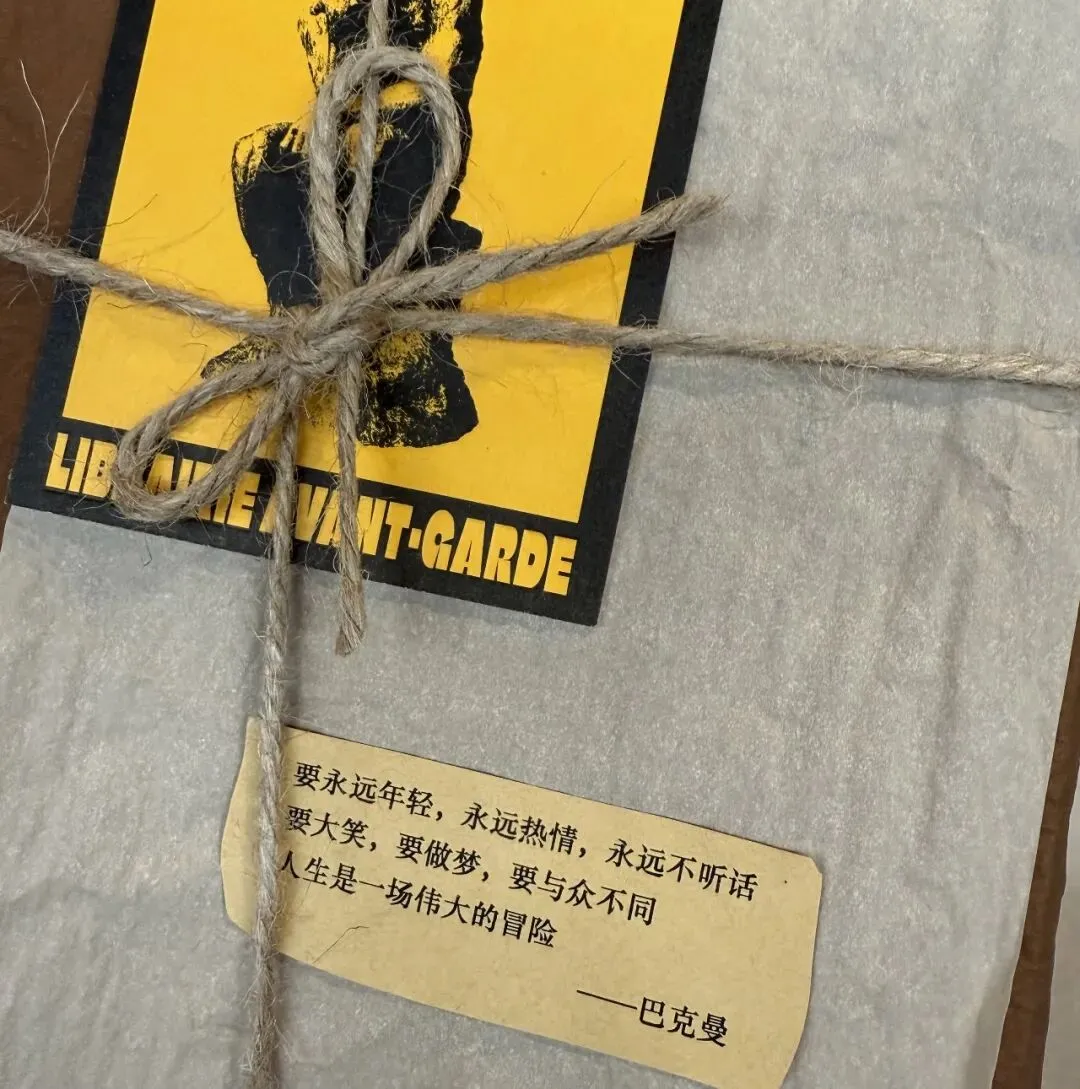 LIBRAIRIE AVANT-GARDE
要永远年轻，永远热情，永远不听话
要大笑，要做梦，要与众不同
人生是一场伟大的冒险
——巴克曼